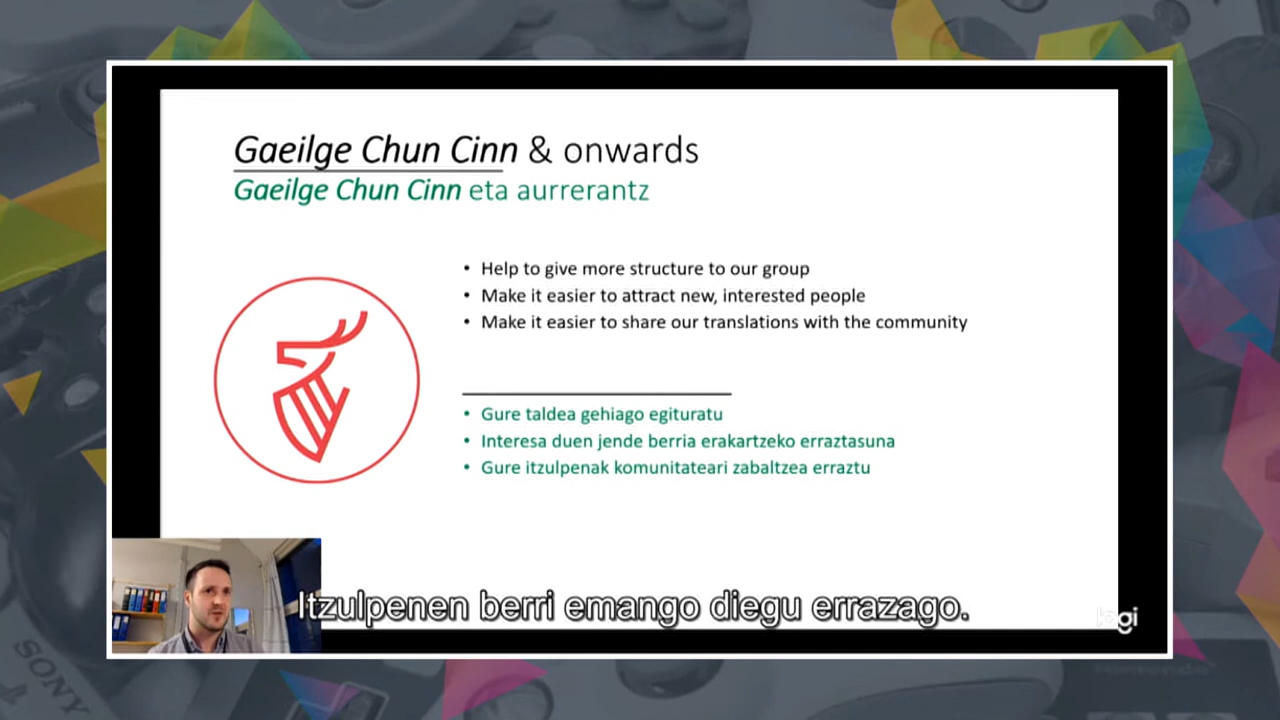 Gaeilge Chun Cinn & onwards
Gaeilge Chun Cinn eta aurrerantz
• Help to give more structure to our group
• Make it easier to attract new, interested people
• Make it easier to share our translations with the community
• Gure taldea gehiago egituratu
• Interesa duen jende berria erakartzeko erraztasuna
• Gure itzulpenak komunitateari zabaltzea erraztu
Itzulpenen berri emango diegu errazago.
logi
SONY